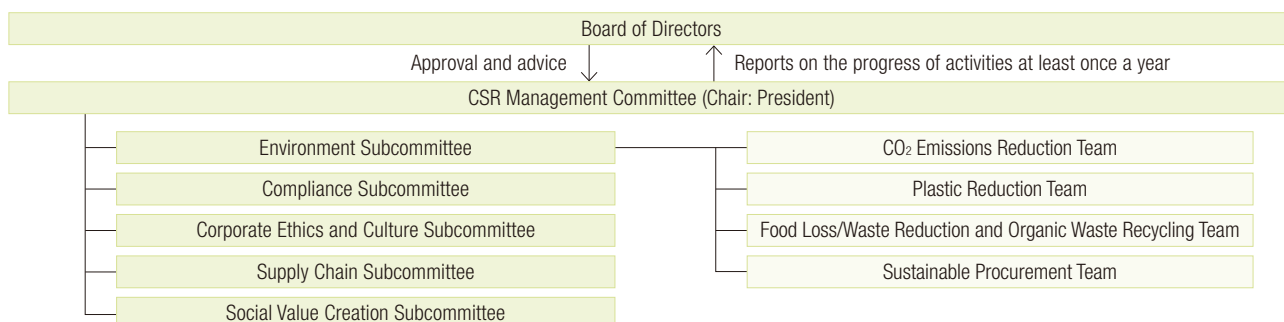 Board of Directors
Approval and advice
Reports on the progress of activities at least once a year
CSR Management Committee (Chair: President)
Environment Subcommittee
CO₂ Emissions Reduction Team
Compliance Subcommittee
Plastic Reduction Team
Corporate Ethics and Culture Subcommittee
Food Loss/Waste Reduction and Organic Waste Recycling Team
Supply Chain Subcommittee
Sustainable Procurement Team
Social Value Creation Subcommittee